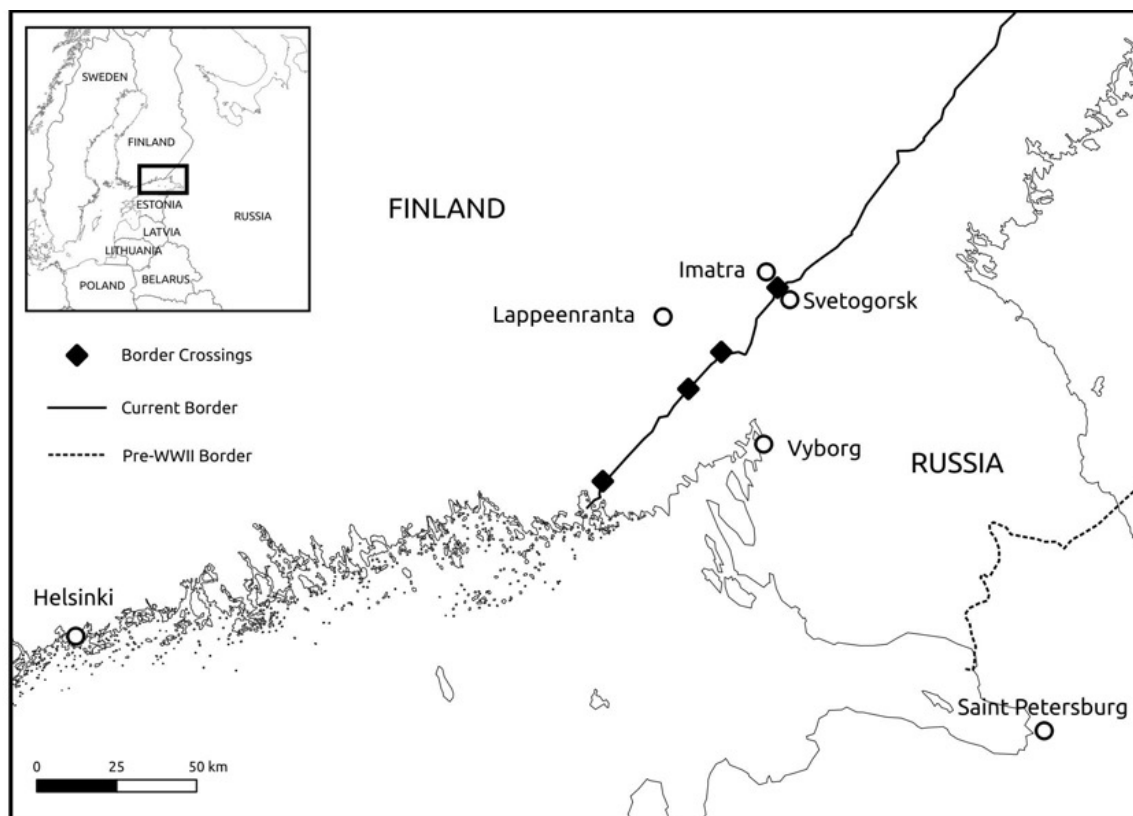 SWEDEN
FINLAND
ESTONIA
RUSSIA
LATVIA
LITHUANIA
POLAND
BELARUS
Border Crossings
Current Border
Pre-WWII Border
FINLAND
Imatra
Svetogorsk
Lappeenranta
Vyborg
RUSSIA
Helsinki
Saint Petersburg
0 25 50 km